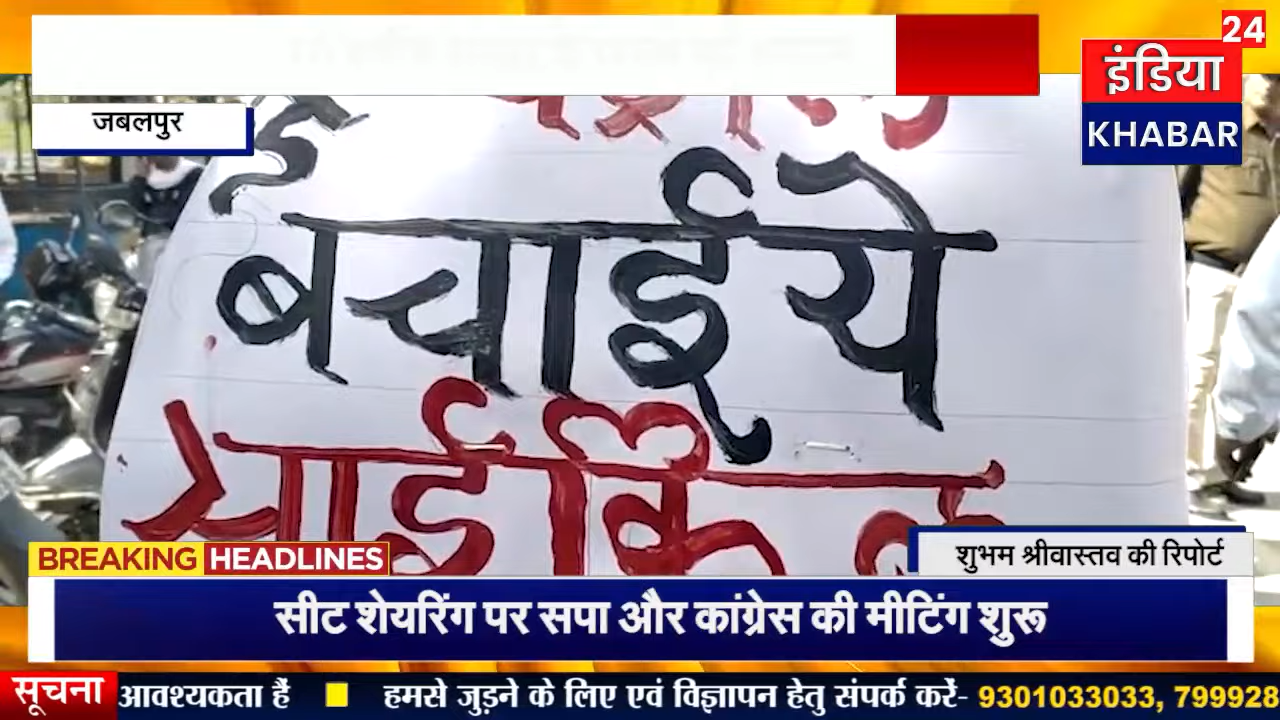 24
इंडिया
KHABAR
जबलपुर
बचाईये
साईकिल
BREAKING HEADLINES
शुभम श्रीवास्तव की रिपोर्ट
सीट शेयरिंग पर सपा और कांग्रेस की मीटिंग शुरू
सूचना आवश्यकता हैं हमसे जुड़ने के लिए एवं विज्ञापन हेतु संपर्क करें- 9301033033, 799928